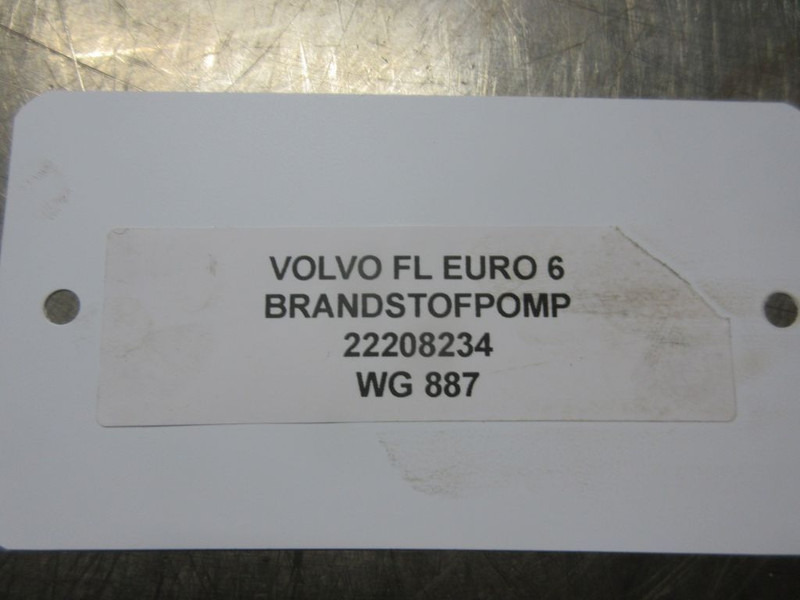 VOLVO FL EURO 6
BRANDSTOFPOMP
22208234
WG 887